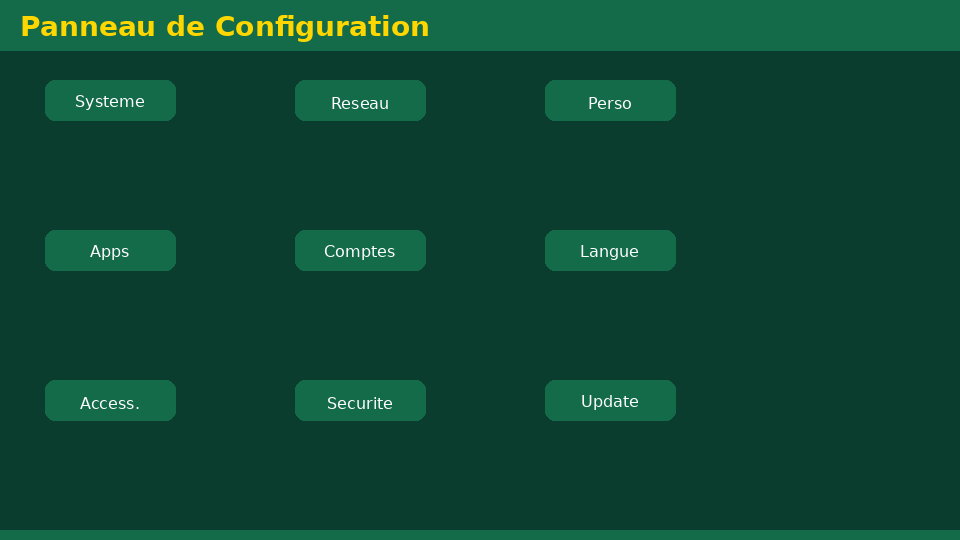 Panneau de Configuration
Systeme
Reseau
Perso
Apps
Comptes
Langue
Access.
Securite
Update